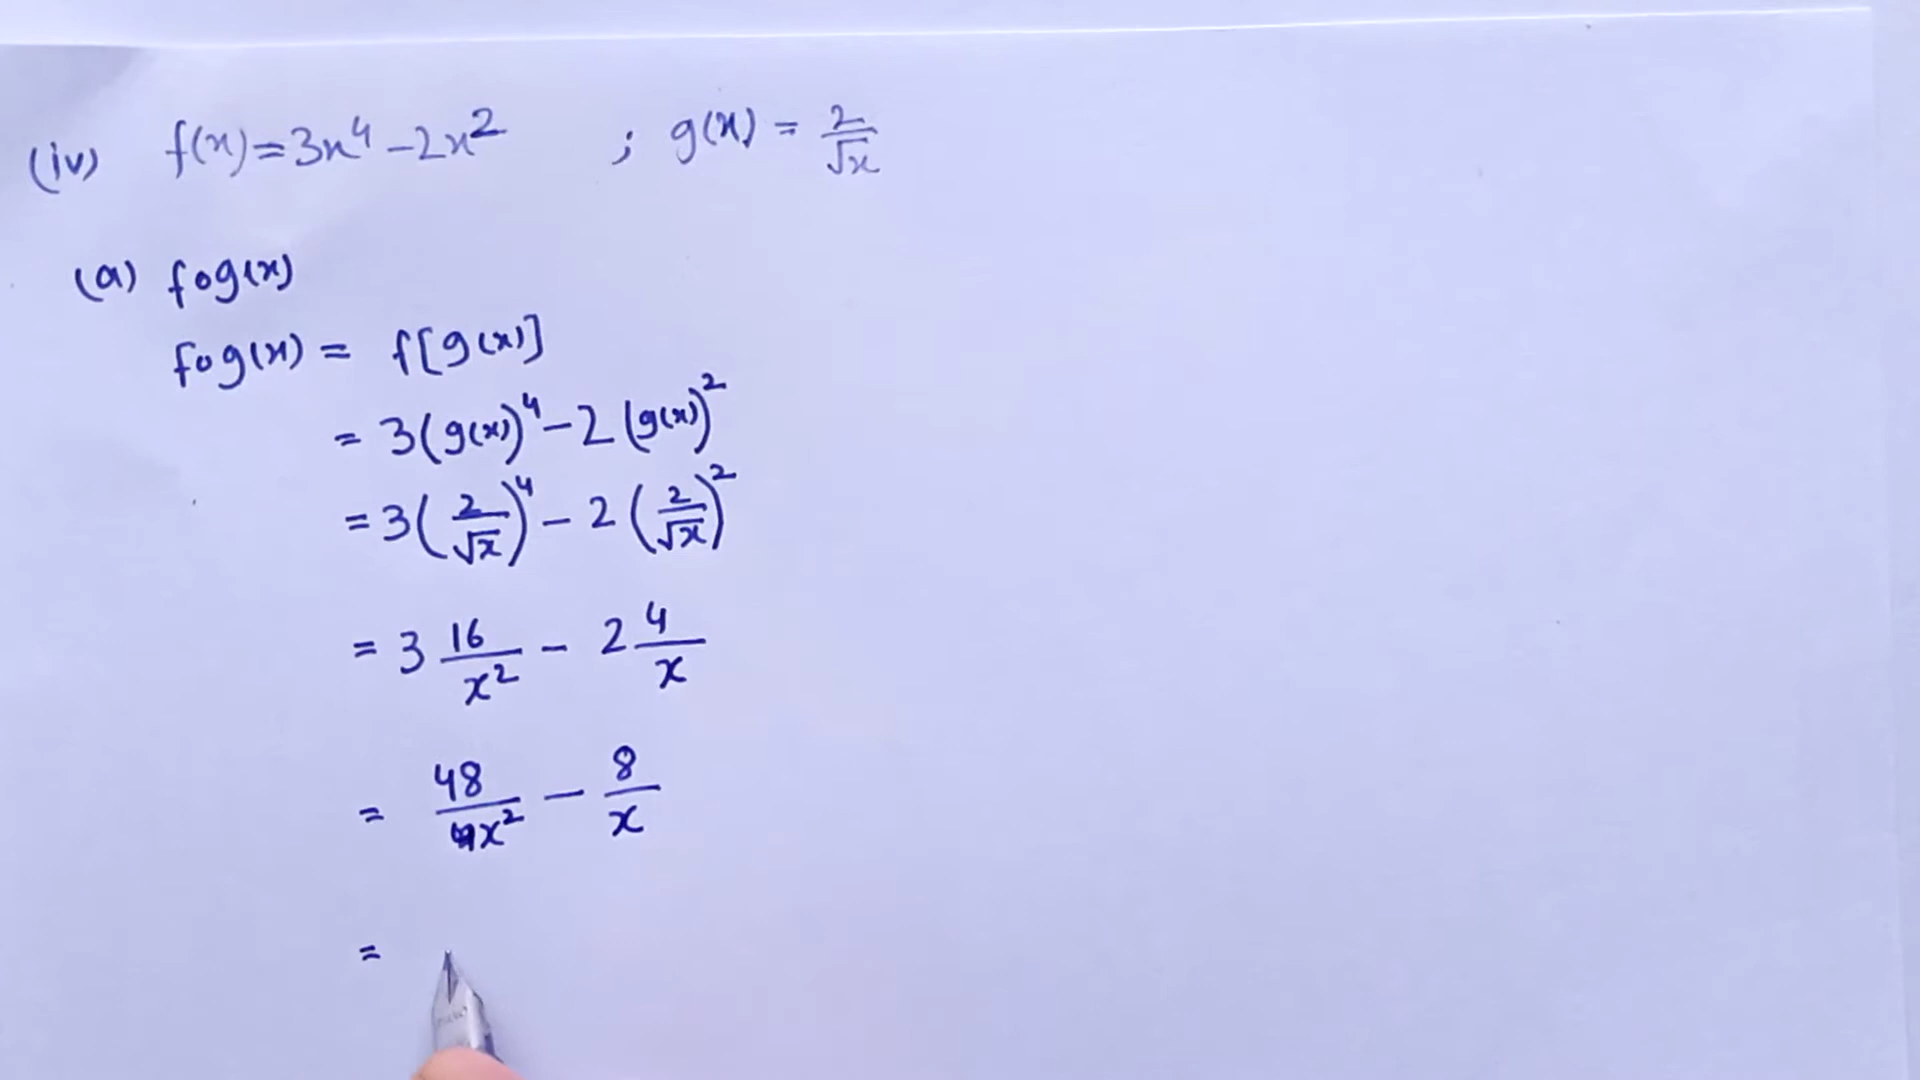 (iv) f(x)=3x⁴-2x² ; g(x) = 2/√x
(a) fog(x)
fog(x) = f[g(x)]
= 3(g(x))⁴-2(g(x))²
=3(2/√x)⁴-2(2/√x)²
= 3 16/x² - 2 4/x
= 48/x² - 8/x
=